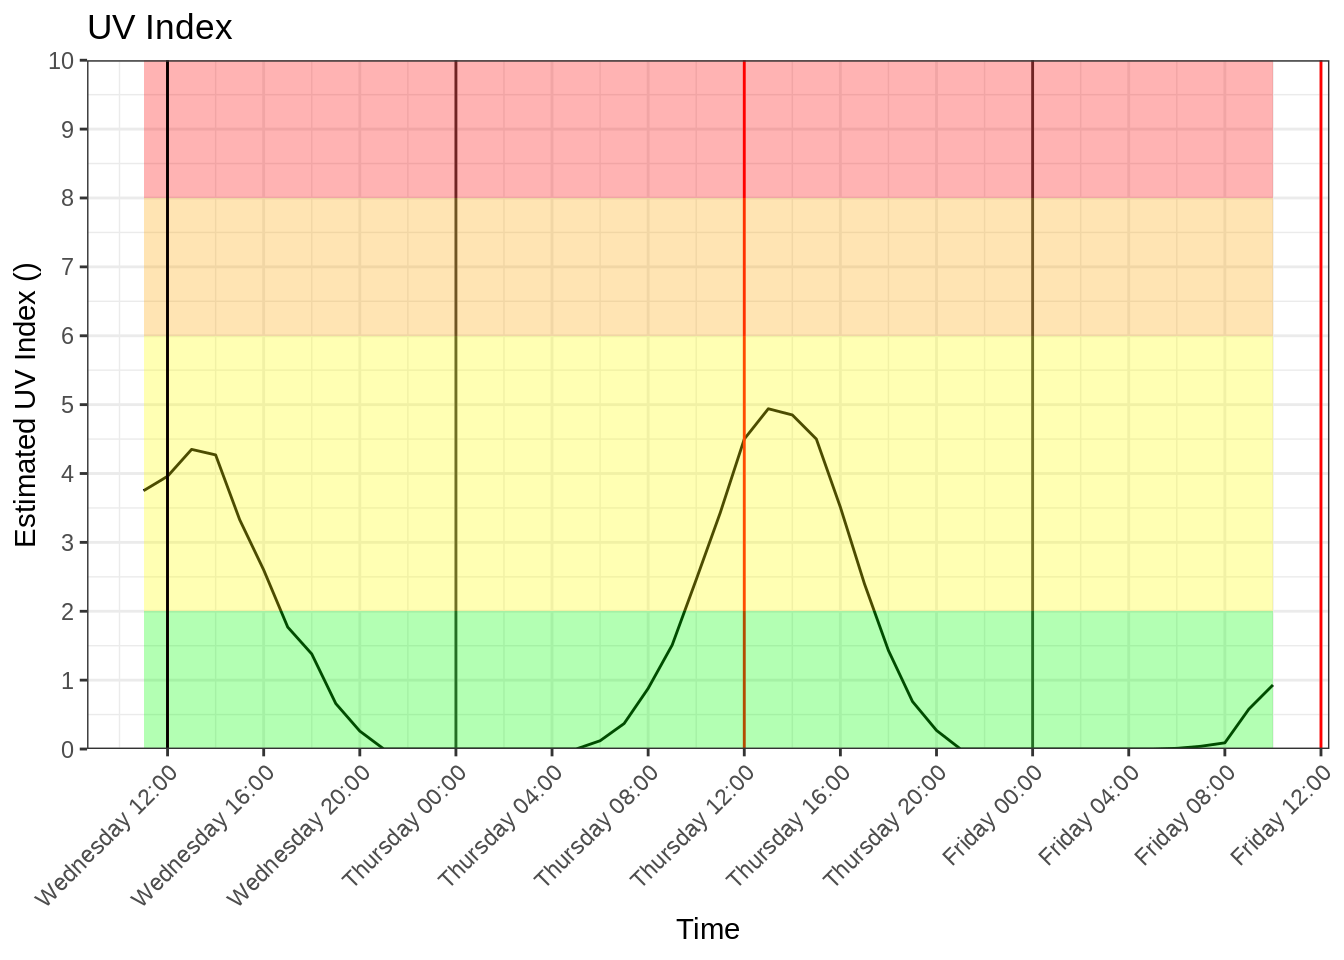 UV Index
10
9
8
7
6
5
4
3
2
1
0
Estimated UV Index ()
Wednesday 12:00
Wednesday 16:00
Wednesday 20:00
Thursday 00:00
Thursday 04:00
Thursday 08:00
Thursday 12:00
Thursday 16:00
Thursday 20:00
Friday 00:00
Friday 04:00
Friday 08:00
Friday 12:00
Time